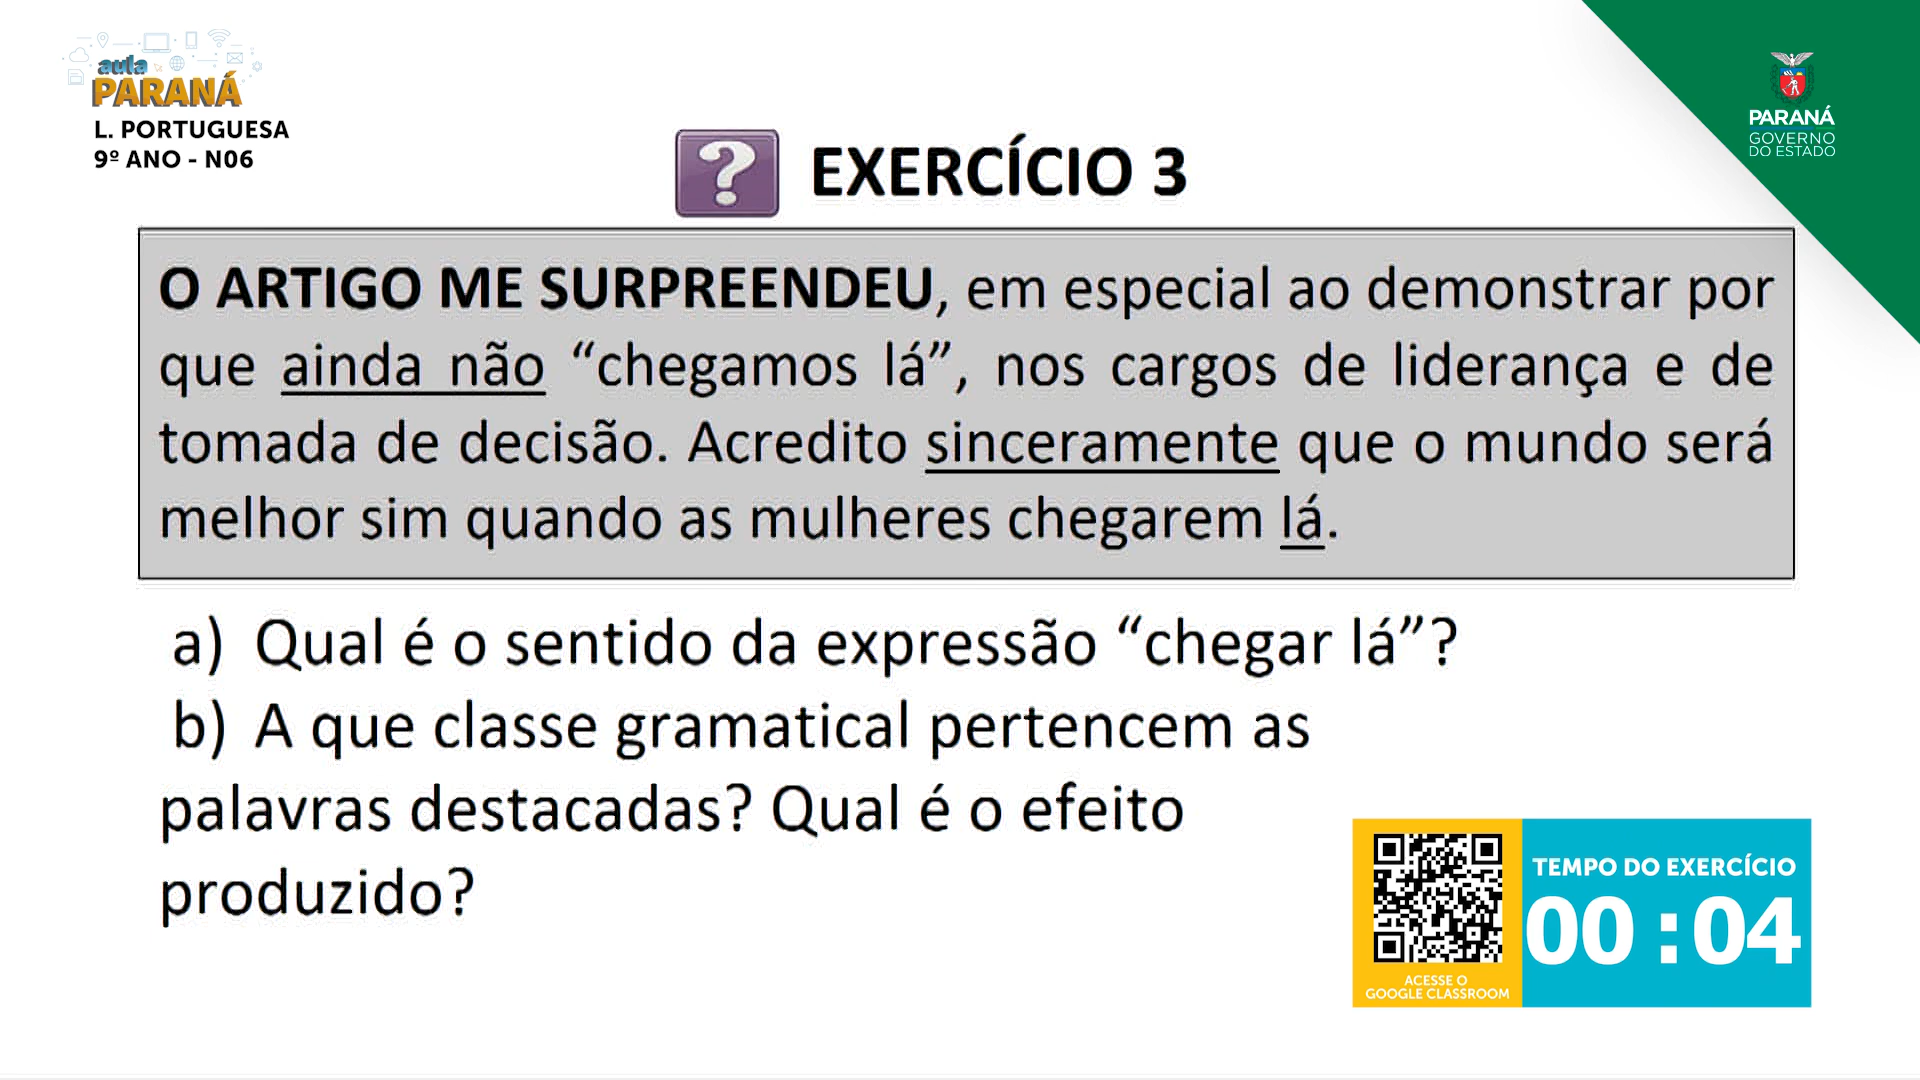 aula
PARANÁ
L. PORTUGUESA
9º ANO - N06
PARANÁ
GOVERNO
DO ESTADO
? EXERCÍCIO 3
O ARTIGO ME SURPREENDEU, em especial ao demonstrar por
que ainda não “chegamos lá”, nos cargos de liderança e de
tomada de decisão. Acredito sinceramente que o mundo será
melhor sim quando as mulheres chegarem lá.
a) Qual é o sentido da expressão “chegar lá”?
b) A que classe gramatical pertencem as
palavras destacadas? Qual é o efeito
produzido?
ACESSE O
GOOGLE CLASSROOM
TEMPO DO EXERCÍCIO
00 : 04